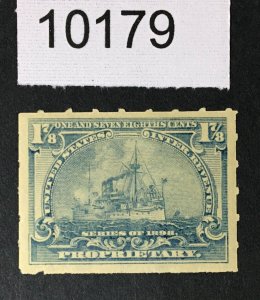 10179
ONE AND SEVEN EIGHTHS CENTS
1 7/8 1 7/8
UNITED STATES INTER. REVENUE
SERIES OF 1898.
PROPRIETARY.